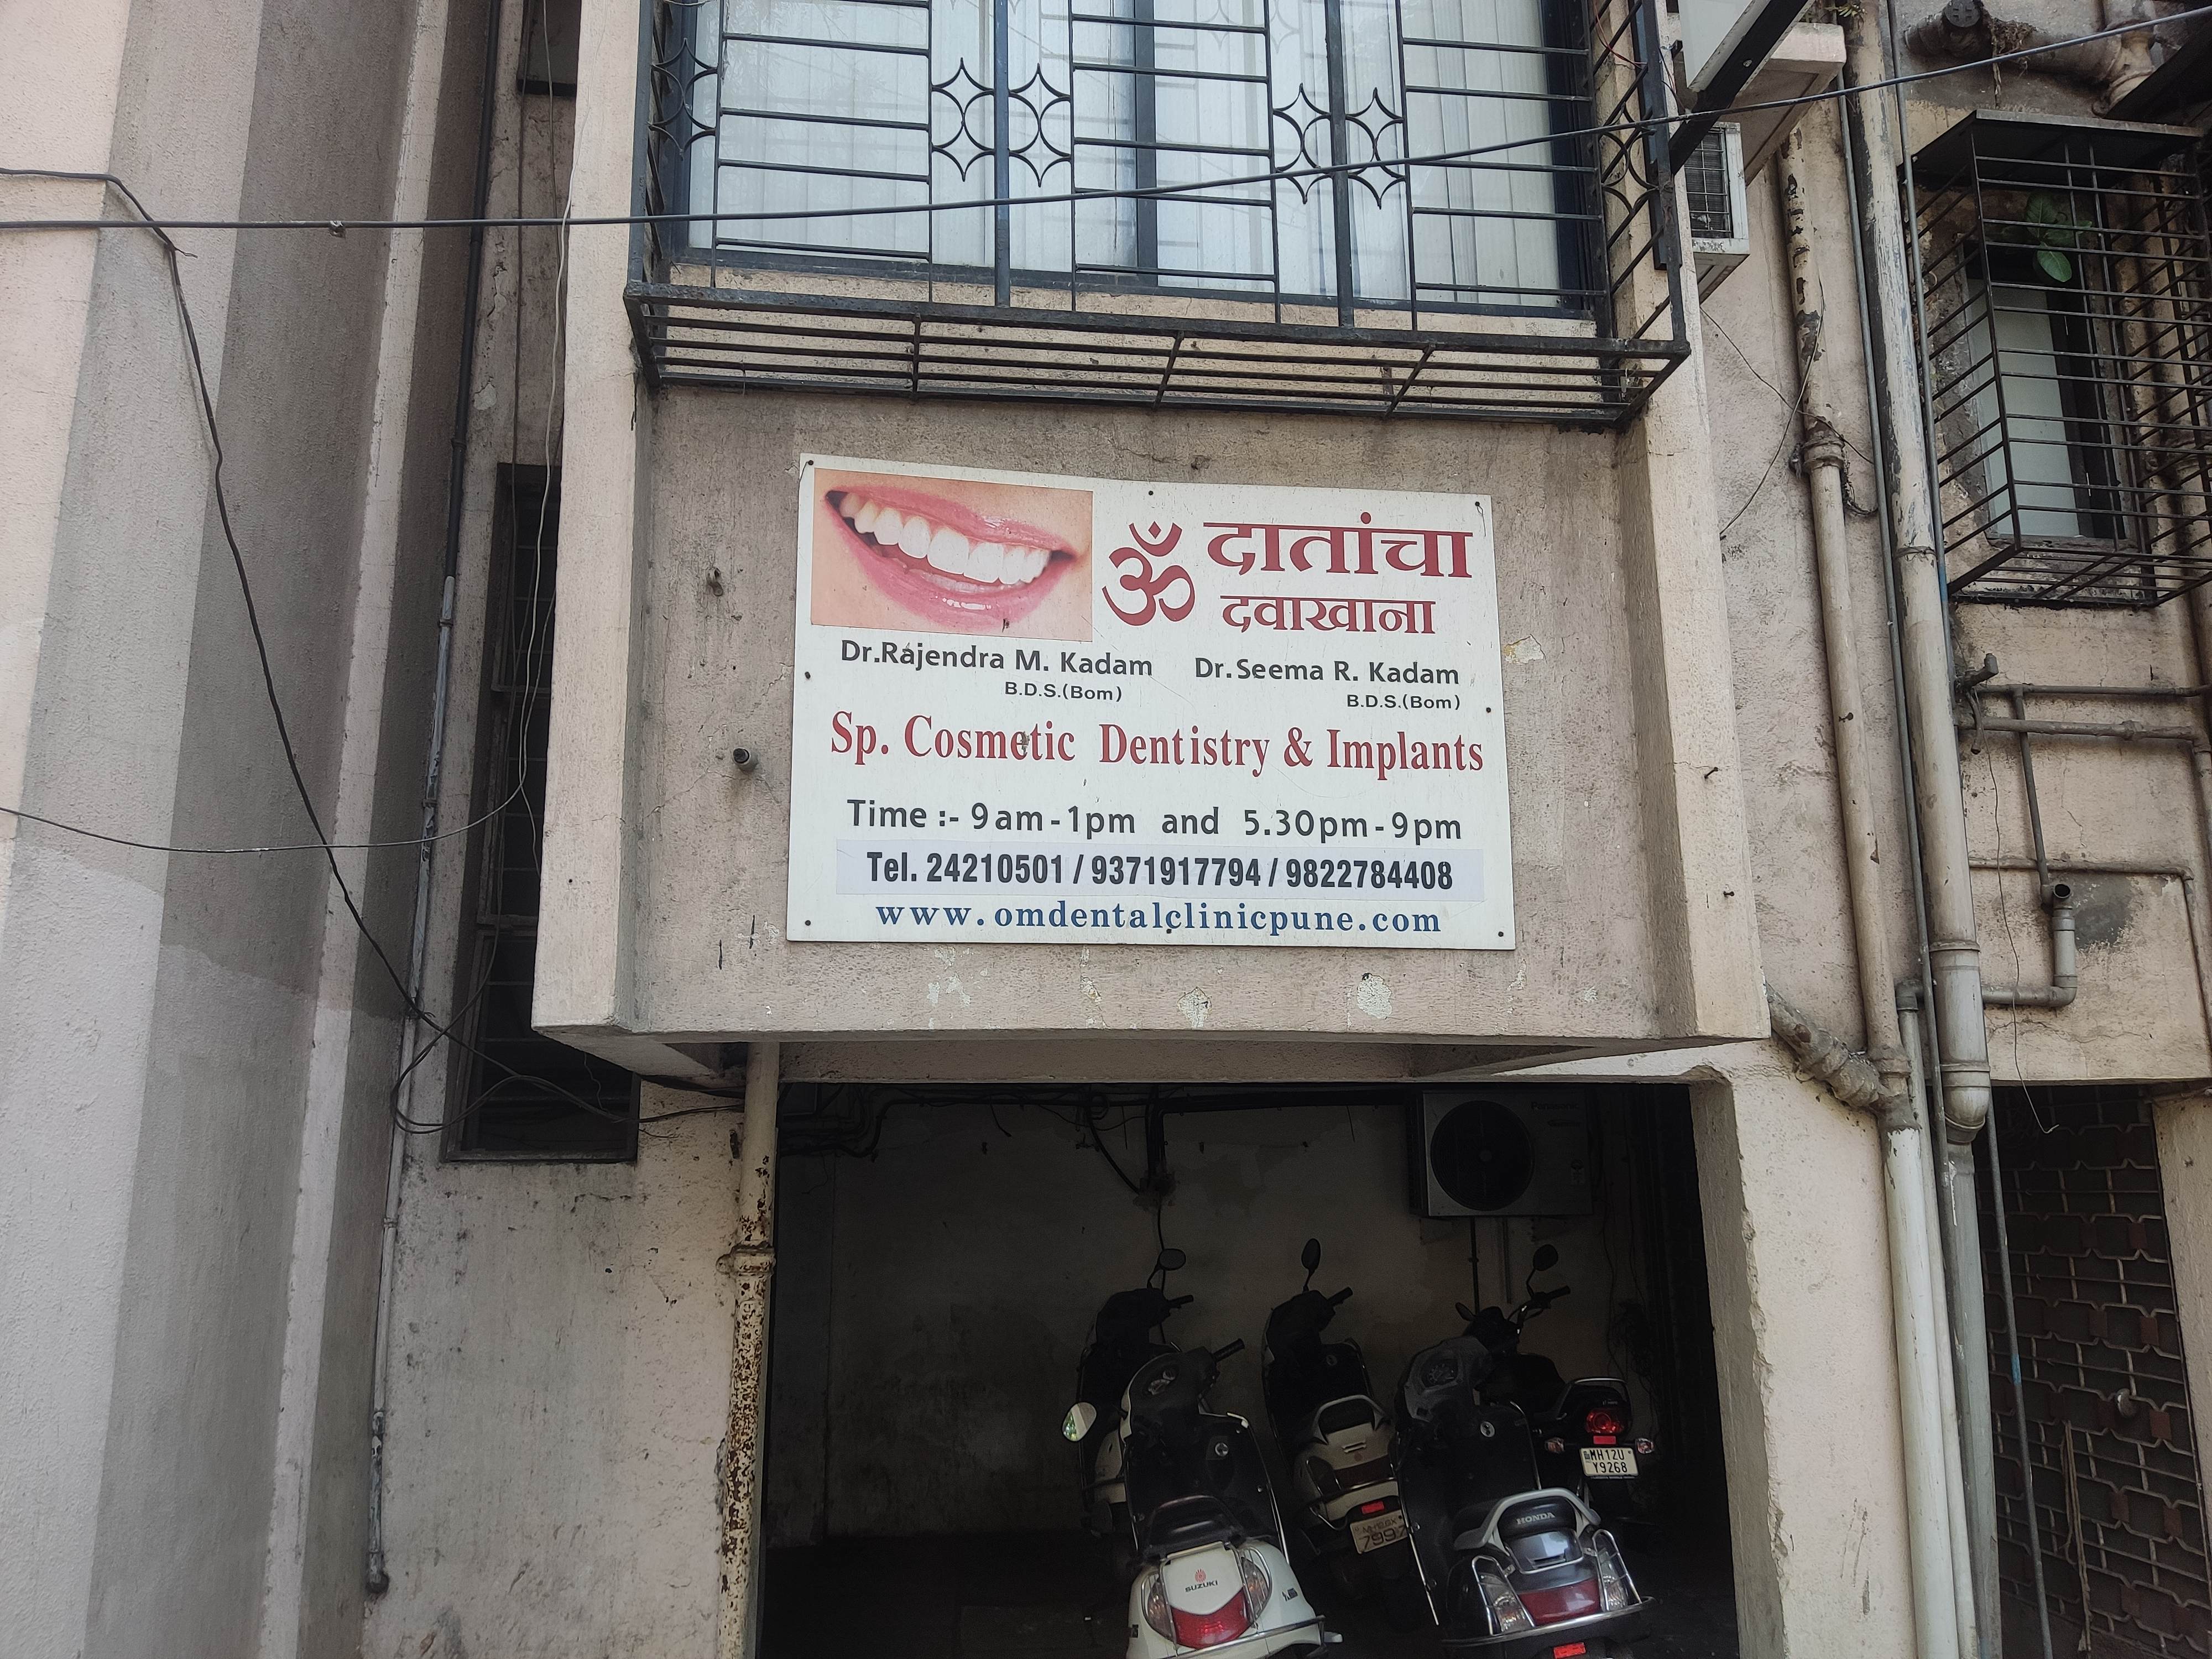 ॐ दातांचा
दवाखाना
Dr.Rajendra M. Kadam Dr.Seema R. Kadam
B.D.S.(Bom) B.D.S.(Bom)
Sp. Cosmetic Dentistry & Implants
Time :- 9am-1pm and 5.30pm-9pm
Tel. 24210501 / 9371917794 / 9822784408
www.omdentalclinicpune.com
Panasonic
MH12U
Y9268
HONDA
SUZUKI